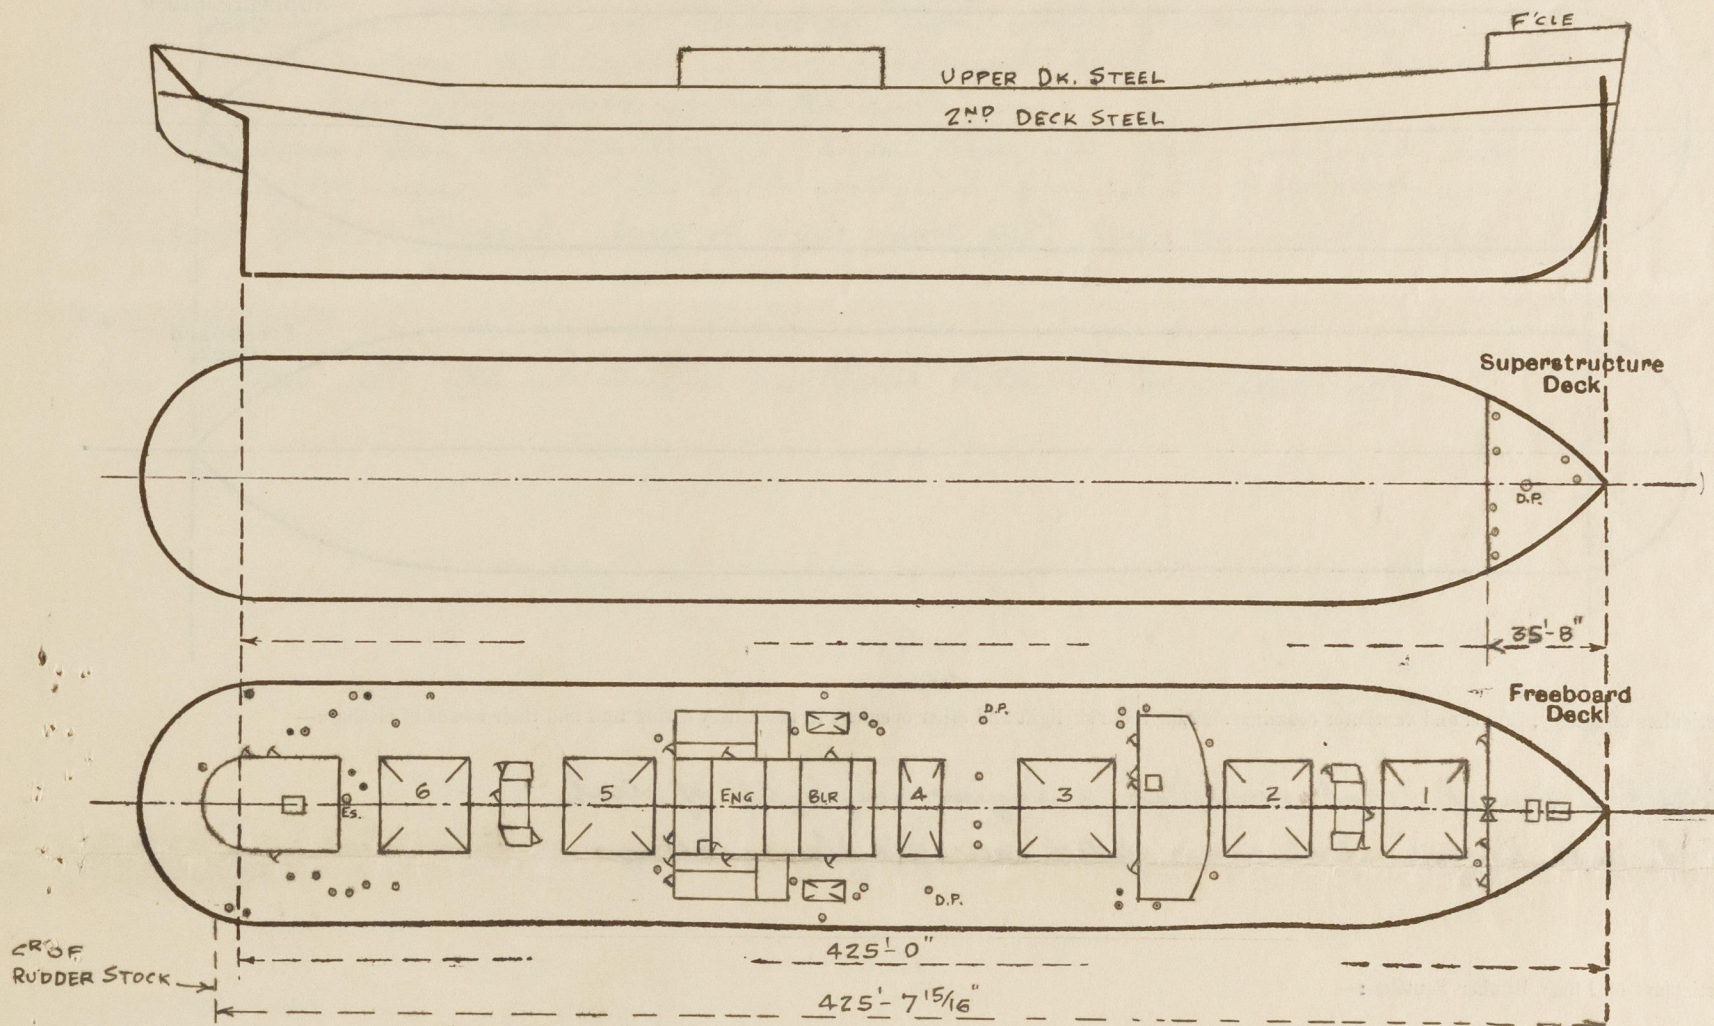 F'CLE
UPPER DK. STEEL
2ND DECK STEEL
Superstructure
Deck
D.P.
35'-8"
Freeboard
Deck
D.P.
6
5
ENG
BLR
4
3
2
1
Es.
D.P.
425'-0"
CR OF
RUDDER STOCK
425'-7 15/16"